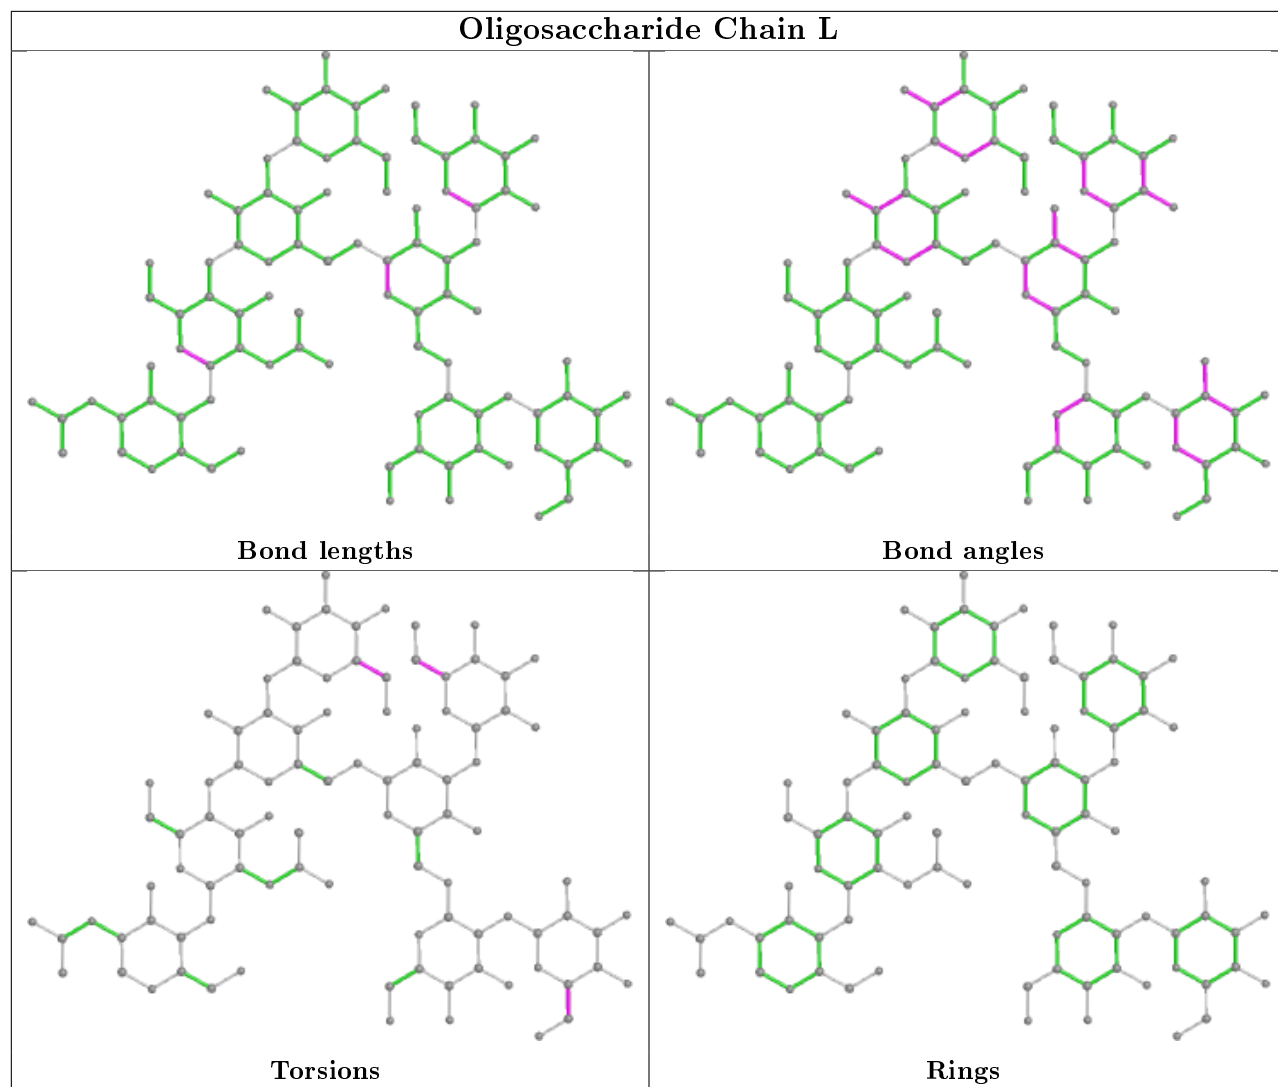 Oligosaccharide Chain L
Bond lengths
Bond angles
Torsions
Rings